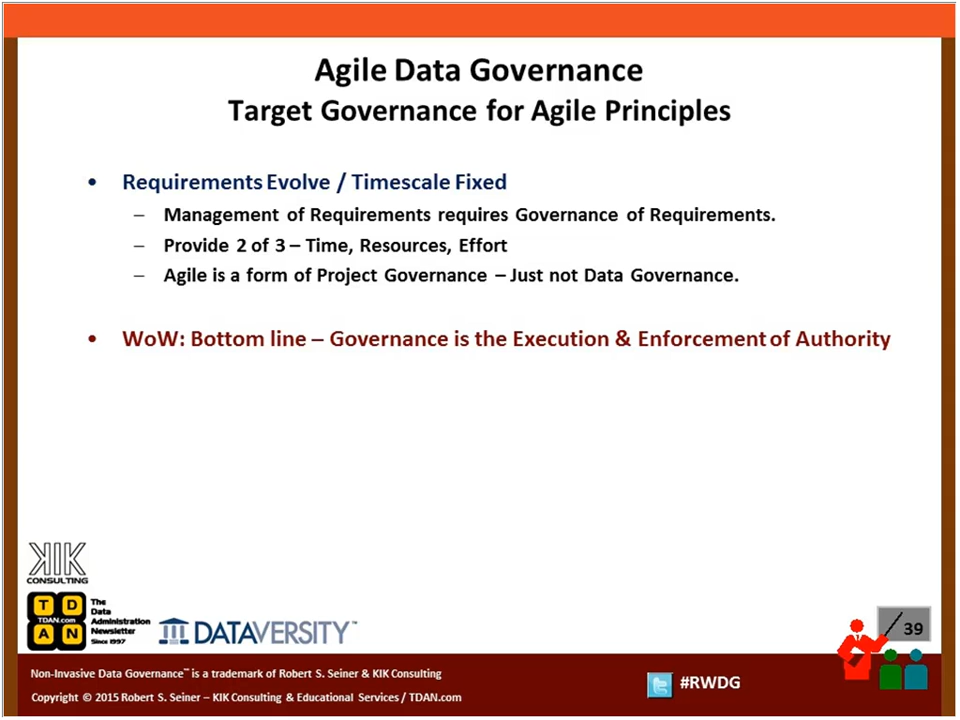 Agile Data Governance
Target Governance for Agile Principles
• Requirements Evolve / Timescale Fixed
– Management of Requirements requires Governance of Requirements.
– Provide 2 of 3 – Time, Resources, Effort
– Agile is a form of Project Governance – Just not Data Governance.
• WoW: Bottom line – Governance is the Execution & Enforcement of Authority
KIK
CONSULTING
T D
TDAN.com
A N
The
Data
Administration
Newsletter
Since 1997
DATAVERSITY™
39
Non-Invasive Data Governance™ is a trademark of Robert S. Seiner & KIK Consulting
Copyright © 2015 Robert S. Seiner – KIK Consulting & Educational Services / TDAN.com
#RWDG